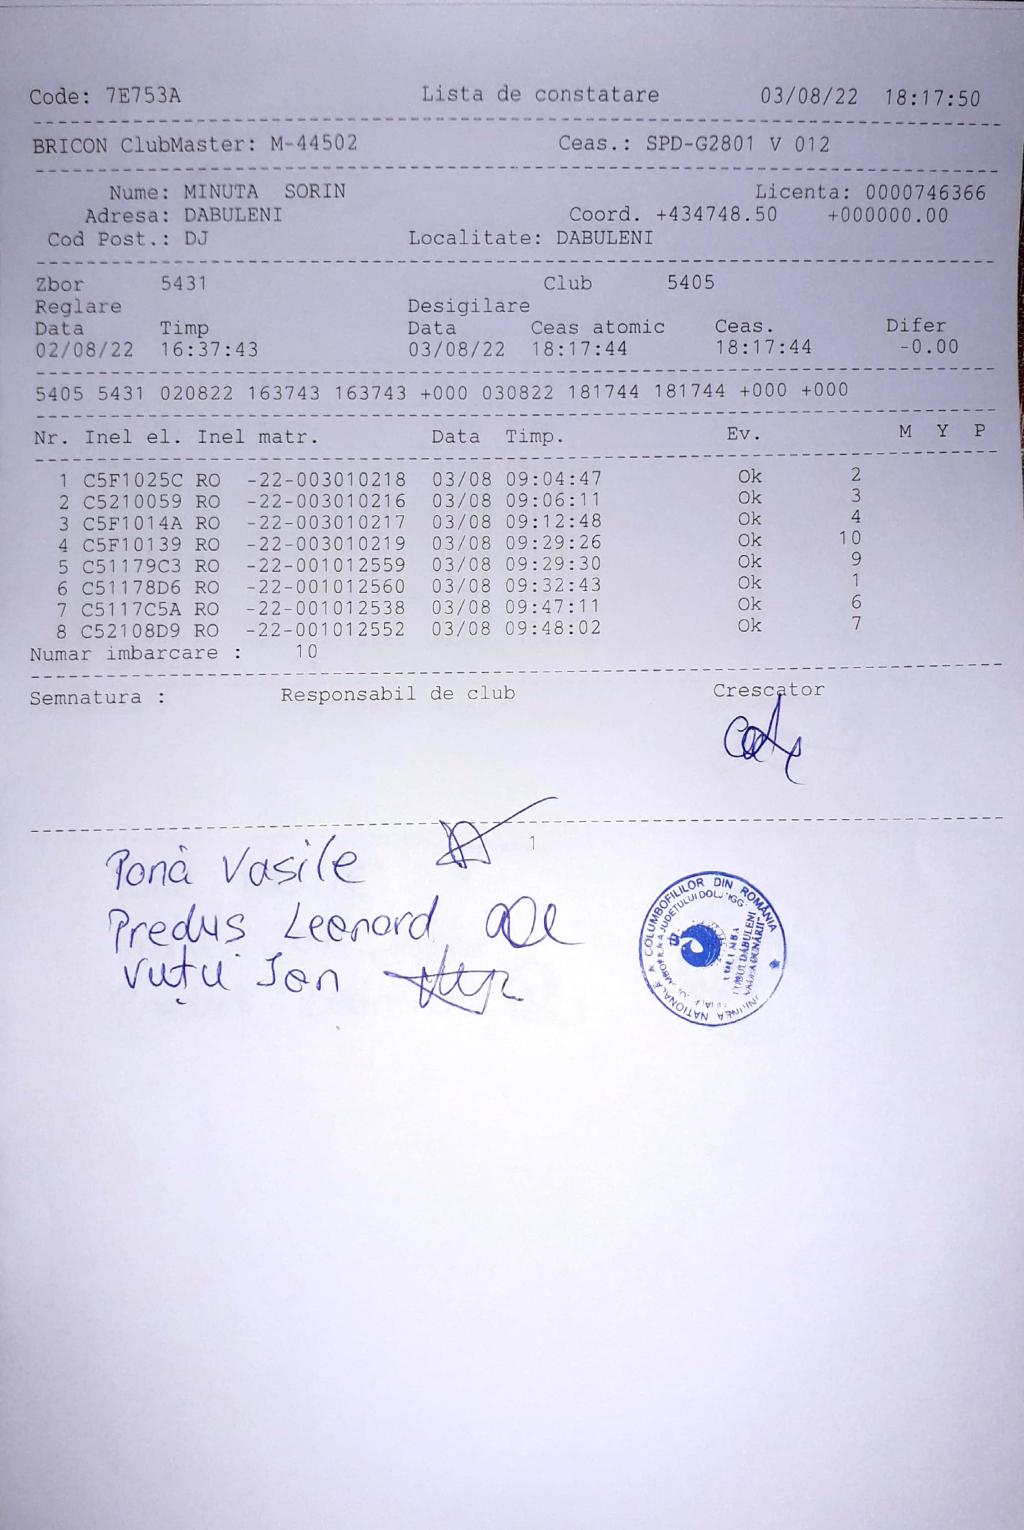 Code: 7E753A Lista de constatare 03/08/22 18:17:50
BRICON ClubMaster: M-44502 Ceas.: SPD-G2801 V 012
Nume: MINUTA SORIN Licenta: 0000746366
Adresa: DABULENI Coord. +434748.50 +000000.00
Cod Post.: DJ Localitate: DABULENI
Zbor 5431 Club 5405
Reglare Desigilare
Data Timp Data Ceas atomic Ceas. Difer
02/08/22 16:37:43 03/08/22 18:17:44 18:17:44 -0.00
5405 5431 020822 163743 163743 +000 030822 181744 181744 +000 +000
Nr. Inel el. Inel matr. Data Timp. Ev. M Y P
1 C5F1025C RO -22-003010218 03/08 09:04:47 Ok 2
2 C5210059 RO -22-003010216 03/08 09:06:11 Ok 3
3 C5F1014A RO -22-003010217 03/08 09:12:48 Ok 4
4 C5F10139 RO -22-003010219 03/08 09:29:26 Ok 10
5 C51179C3 RO -22-001012559 03/08 09:29:30 Ok 9
6 C51178D6 RO -22-001012560 03/08 09:32:43 Ok 1
7 C5117C5A RO -22-001012538 03/08 09:47:11 Ok 6
8 C52108D9 RO -22-001012552 03/08 09:48:02 Ok 7
Numar imbarcare : 10
Semnatura : Responsabil de club Crescator
1
Ponă Vasile
Preduș Leonard
Vuțu Ion
NATIONALĂ A COLUMBOFILILOR DIN ROMÂNIA
JUDEŢULUI DOLJ
DABULENI